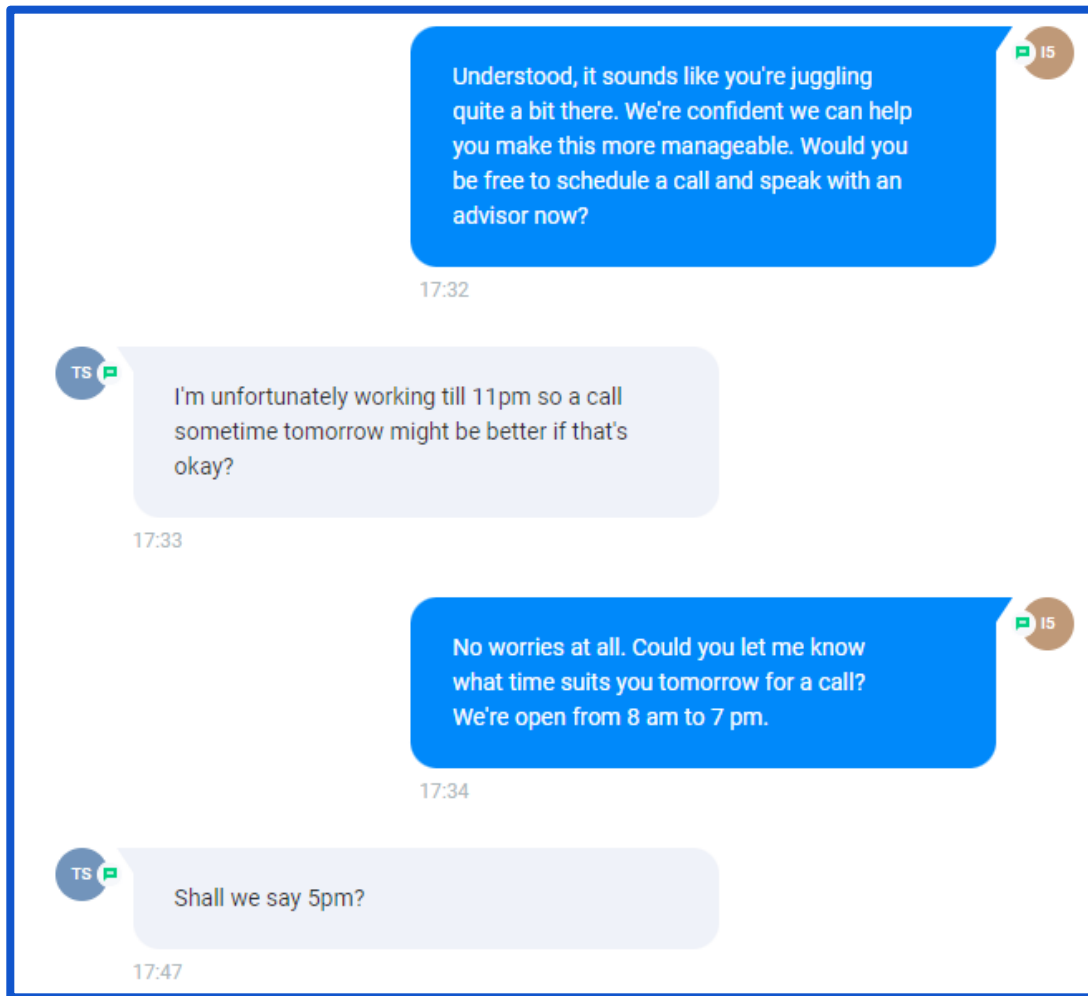 I5
Understood, it sounds like you're juggling
quite a bit there. We're confident we can help
you make this more manageable. Would you
be free to schedule a call and speak with an
advisor now?
17:32
TS
I'm unfortunately working till 11pm so a call
sometime tomorrow might be better if that's
okay?
17:33
I5
No worries at all. Could you let me know
what time suits you tomorrow for a call?
We're open from 8 am to 7 pm.
17:34
TS
Shall we say 5pm?
17:47